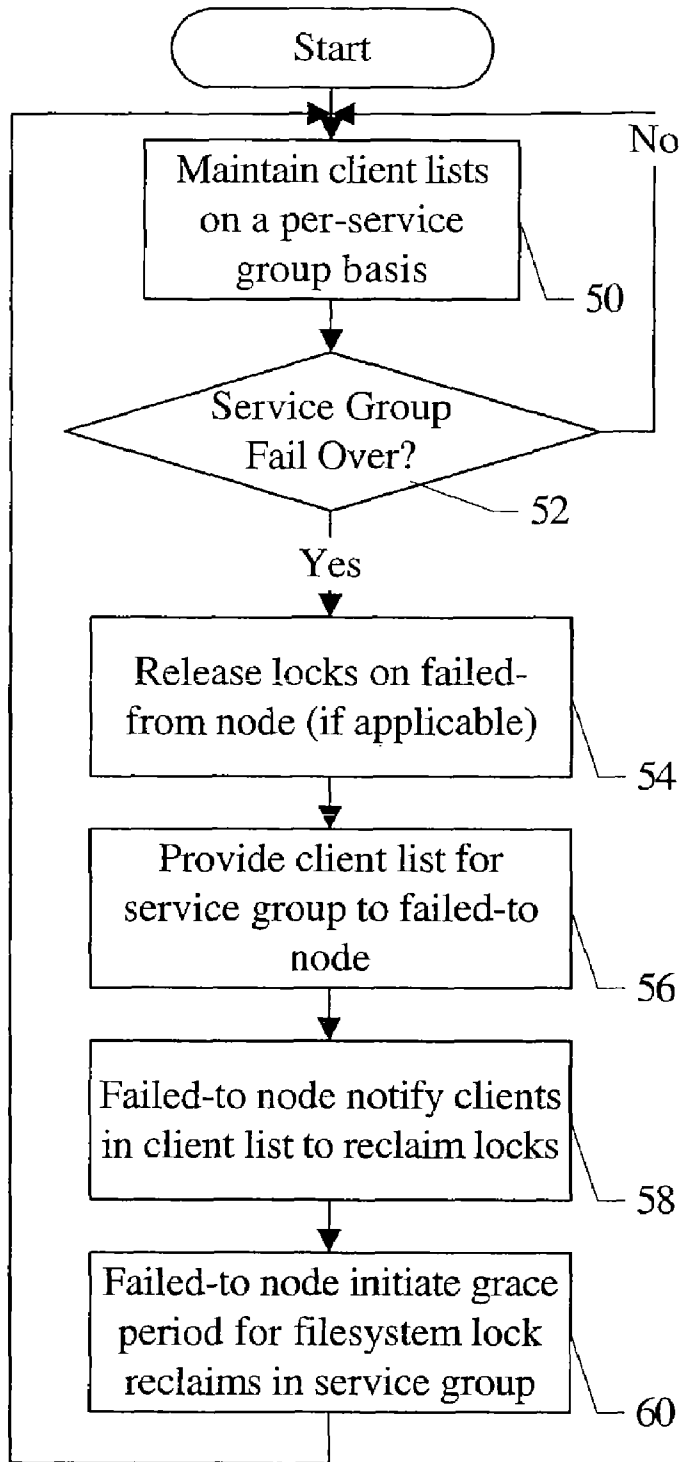 Start
No
Maintain client lists
on a per-service
group basis
50
Service Group
Fail Over?
52
Yes
Release locks on failed-
from node (if applicable)
54
Provide client list for
service group to failed-to
node
56
Failed-to node notify clients
in client list to reclaim locks
58
Failed-to node initiate grace
period for filesystem lock
reclaims in service group
60